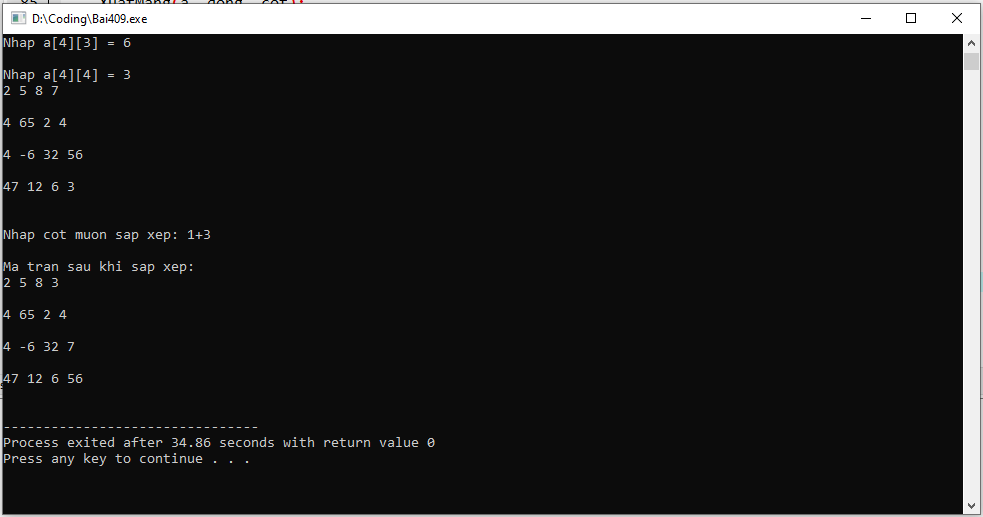 D:\Coding\Bai409.exe
Nhap a[4][3] = 6
Nhap a[4][4] = 3
2 5 8 7
4 65 2 4
4 -6 32 56
47 12 6 3
Nhap cot muon sap xep: 1+3
Ma tran sau khi sap xep:
2 5 8 3
4 65 2 4
4 -6 32 7
47 12 6 56
--------------------------------
Process exited after 34.86 seconds with return value 0
Press any key to continue . . .